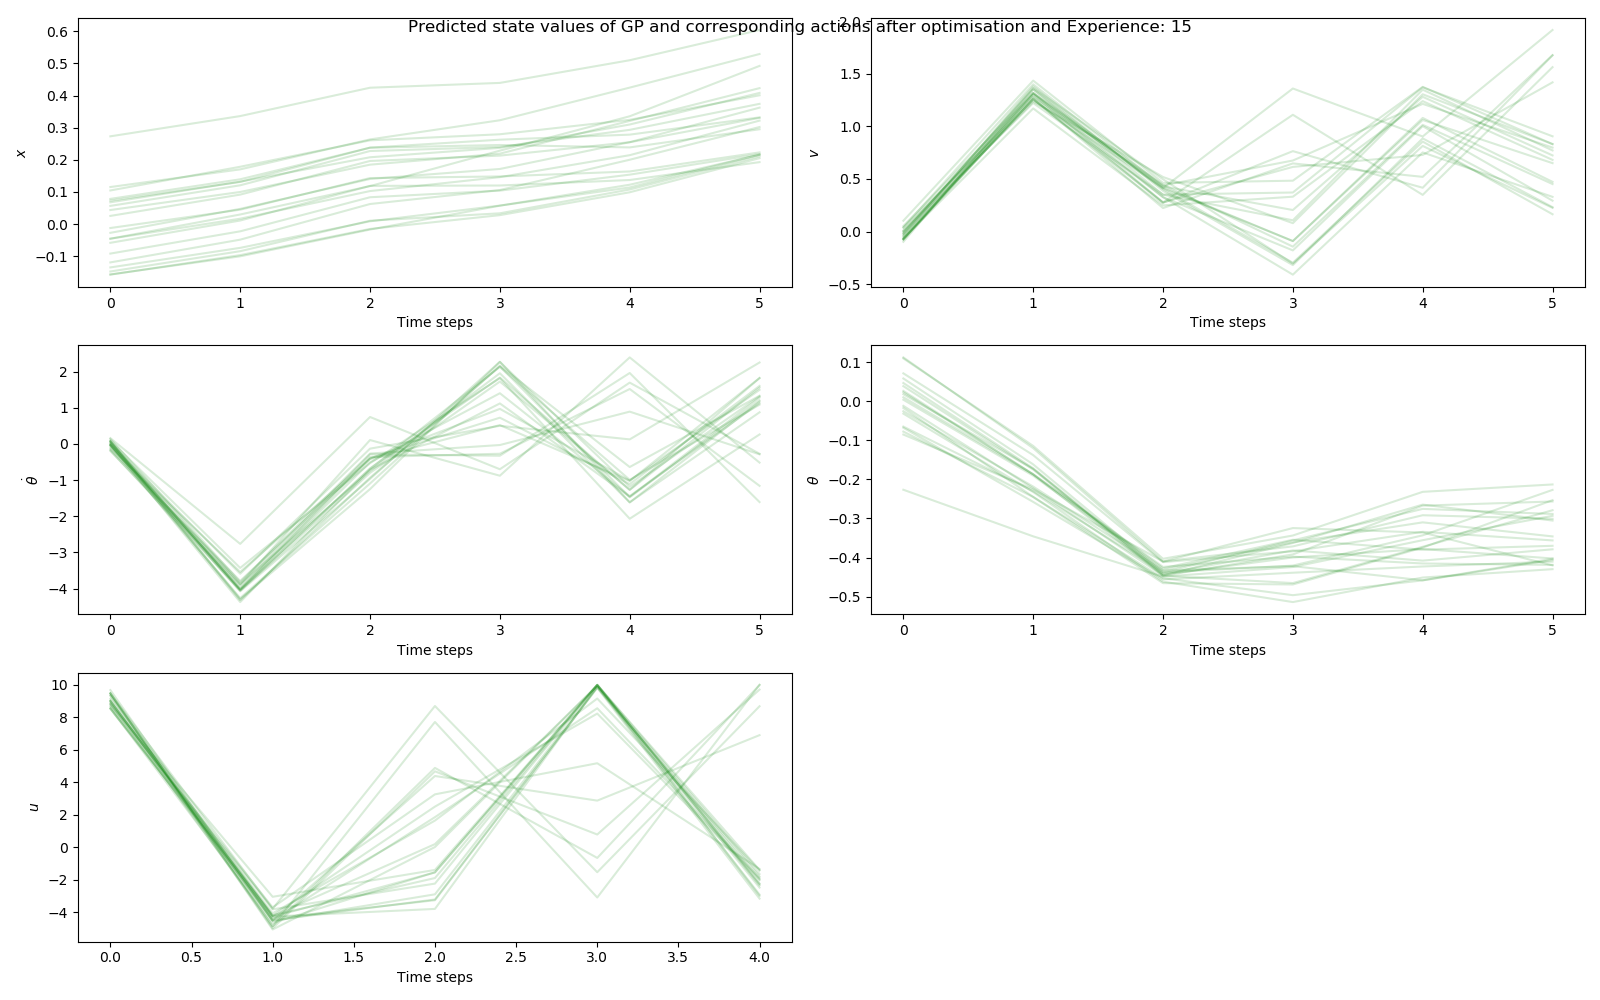 Predicted state values of GP and corresponding actions after optimisation and Experience: 15
0.6
0.5
0.4
0.3
0.2
0.1
0.0
−0.1
x
0 1 2 3 4 5
Time steps
2.0
1.5
1.0
0.5
0.0
−0.5
v
0 1 2 3 4 5
Time steps
2
1
0
−1
−2
−3
−4
θ̇
0 1 2 3 4 5
Time steps
0.1
0.0
−0.1
−0.2
−0.3
−0.4
−0.5
θ
0 1 2 3 4 5
Time steps
10
8
6
4
2
0
−2
−4
u
0.0 0.5 1.0 1.5 2.0 2.5 3.0 3.5 4.0
Time steps